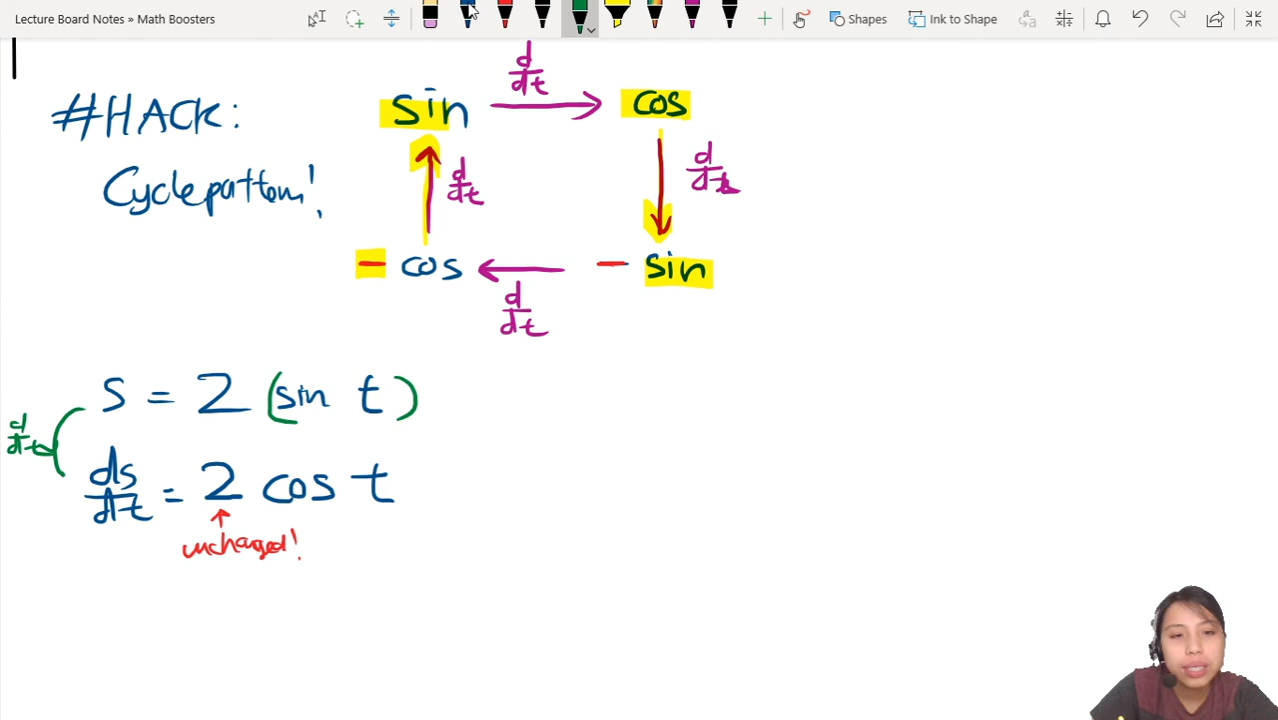 Lecture Board Notes » Math Boosters
Shapes
Ink to Shape
#HACK:
Cycle pattern!
sin
d/dt
cos
d/dt
d/dt
- cos
- sin
d/dt
s = 2 (sin t)
d/dt
ds/dt = 2 cos t
unchanged!